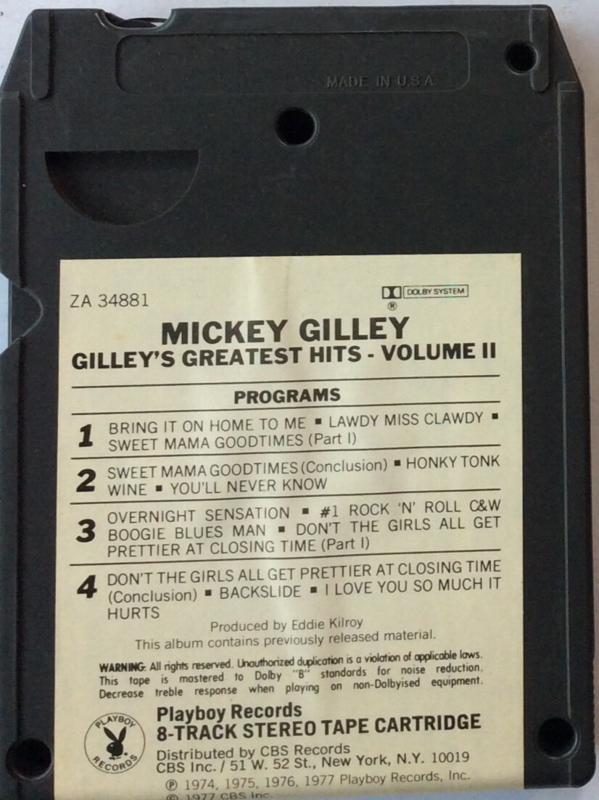 MADE IN U.S.A
ZA 34881
DOLBY SYSTEM
®
MICKEY GILLEY
GILLEY'S GREATEST HITS - VOLUME II
PROGRAMS
1 BRING IT ON HOME TO ME ▪ LAWDY MISS CLAWDY ▪
SWEET MAMA GOODTIMES (Part I)
2 SWEET MAMA GOODTIMES (Conclusion) ▪ HONKY TONK
WINE ▪ YOU'LL NEVER KNOW
3 OVERNIGHT SENSATION ▪ #1 ROCK 'N' ROLL C&W
BOOGIE BLUES MAN ▪ DON'T THE GIRLS ALL GET
PRETTIER AT CLOSING TIME (Part I)
4 DON'T THE GIRLS ALL GET PRETTIER AT CLOSING TIME
(Conclusion) ▪ BACKSLIDE ▪ I LOVE YOU SO MUCH IT
HURTS
Produced by Eddie Kilroy
This album contains previously released material.
WARNING: All rights reserved. Unauthorized duplication is a violation of applicable laws.
This tape is mastered to Dolby "B" standards for noise reduction.
Decrease treble response when playing on non-Dolbyised equipment.
PLAYBOY
RECORDS
Playboy Records
8-TRACK STEREO TAPE CARTRIDGE
Distributed by CBS Records
CBS Inc. / 51 W. 52 St., New York, N.Y. 10019
℗ 1974, 1975, 1976, 1977 Playboy Records, Inc.
© 1977 CBS Inc.